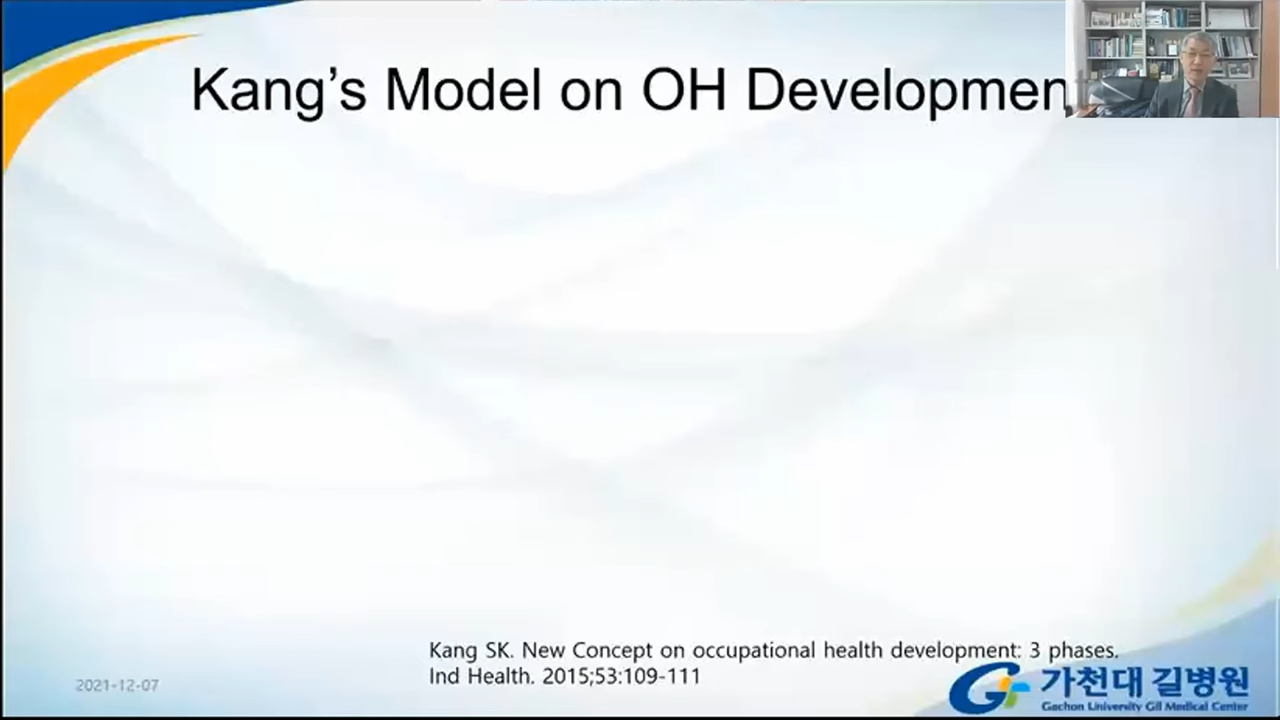 Kang's Model on OH Development
Kang SK. New Concept on occupational health development: 3 phases.
Ind Health. 2015;53:109-111
2021-12-07
가천대 길병원
Gachon University Gil Medical Center